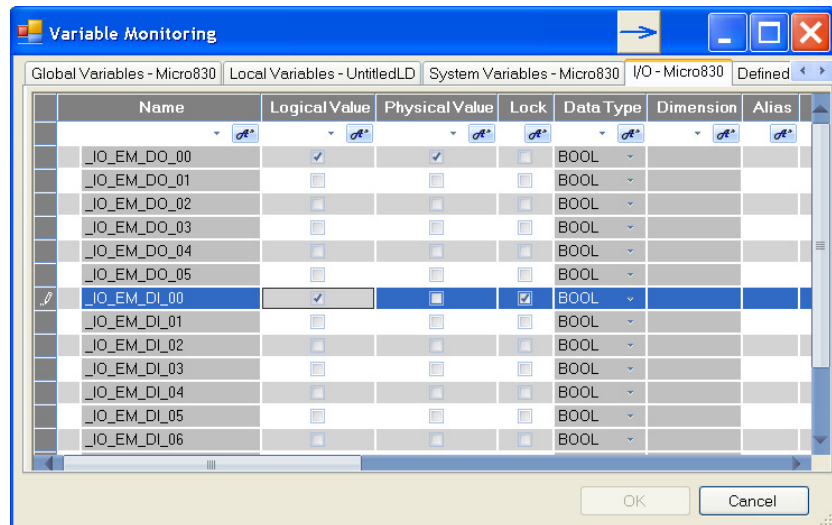 Variable Monitoring
Global Variables - Micro830 Local Variables - UntitledLD System Variables - Micro830 I/O - Micro830 Defined
Name Logical Value Physical Value Lock Data Type Dimension Alias
_IO_EM_DO_00 BOOL
_IO_EM_DO_01 BOOL
_IO_EM_DO_02 BOOL
_IO_EM_DO_03 BOOL
_IO_EM_DO_04 BOOL
_IO_EM_DO_05 BOOL
_IO_EM_DI_00 BOOL
_IO_EM_DI_01 BOOL
_IO_EM_DI_02 BOOL
_IO_EM_DI_03 BOOL
_IO_EM_DI_04 BOOL
_IO_EM_DI_05 BOOL
_IO_EM_DI_06 BOOL
OK Cancel